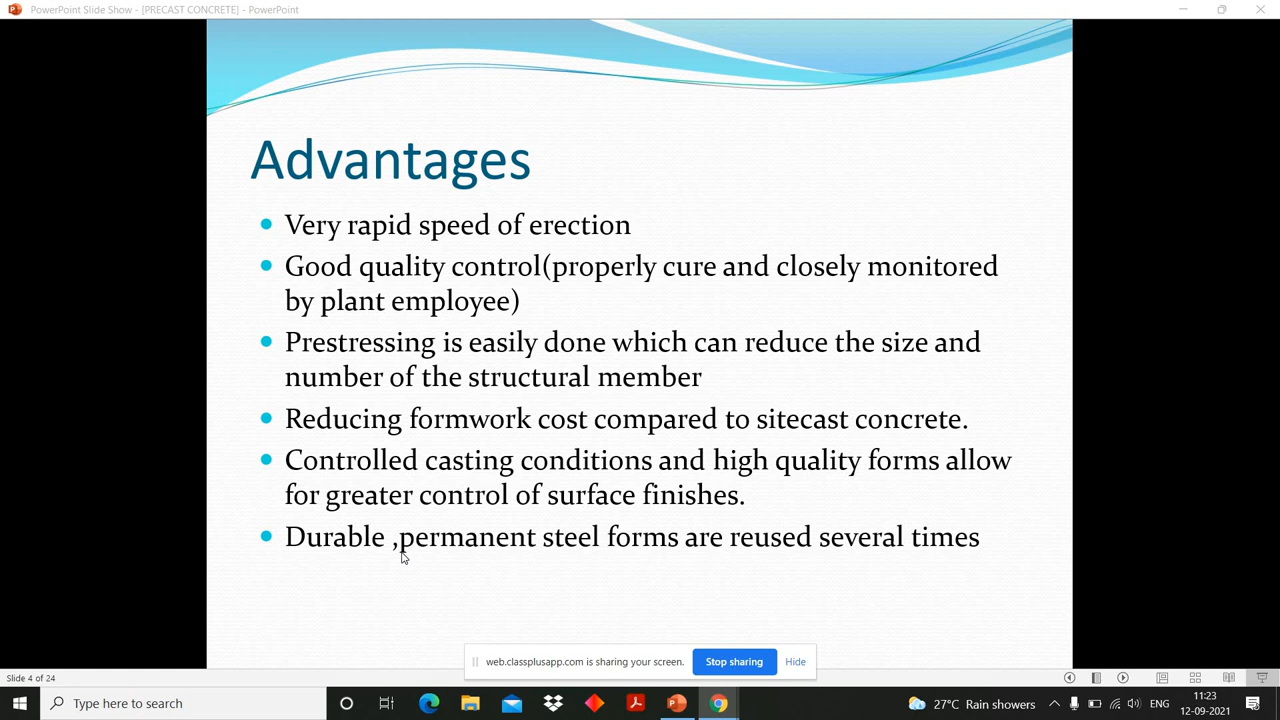 PowerPoint Slide Show - [PRECAST CONCRETE] - PowerPoint
Advantages
Very rapid speed of erection
Good quality control(properly cure and closely monitored
by plant employee)
Prestressing is easily done which can reduce the size and
number of the structural member
Reducing formwork cost compared to sitecast concrete.
Controlled casting conditions and high quality forms allow
for greater control of surface finishes.
Durable ,permanent steel forms are reused several times
web.classplusapp.com is sharing your screen. Stop sharing Hide
Slide 4 of 24
Type here to search
27°C Rain showers
ENG
11:23
12-09-2021